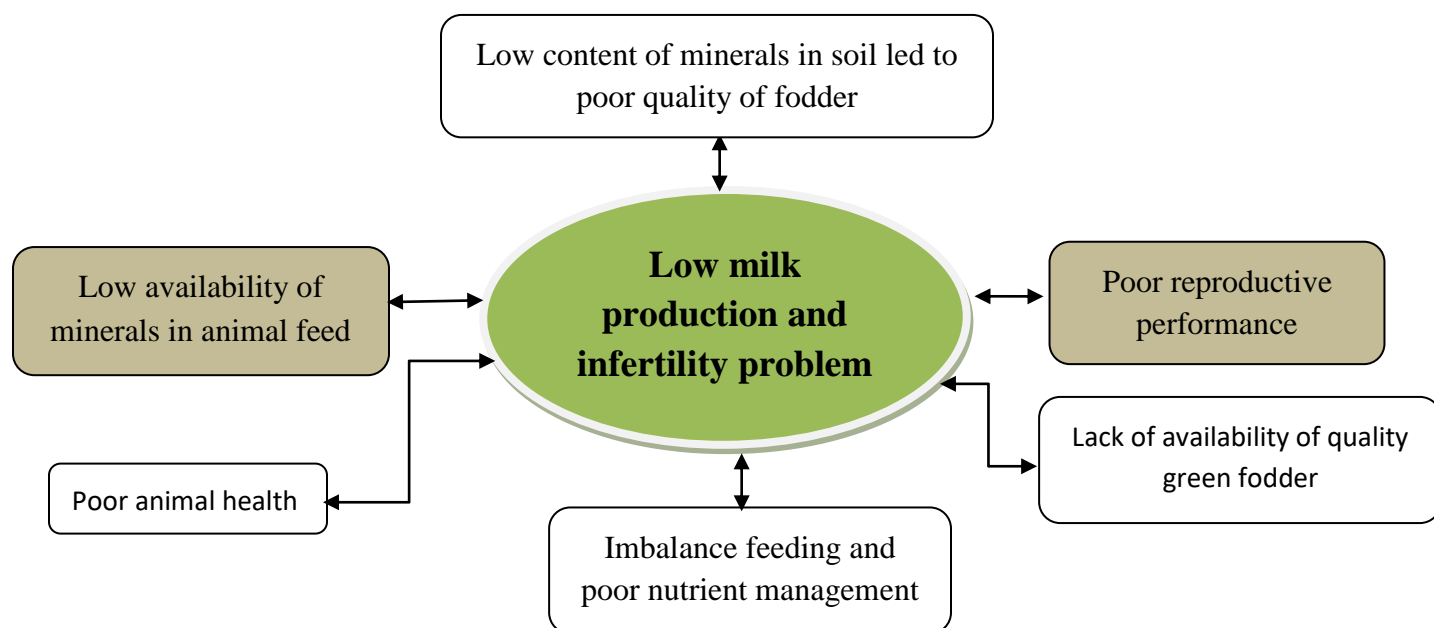 Low content of minerals in soil led to
poor quality of fodder
Low availability of
minerals in animal feed
Low milk
production and
infertility problem
Poor reproductive
performance
Poor animal health
Lack of availability of quality
green fodder
Imbalance feeding and
poor nutrient management